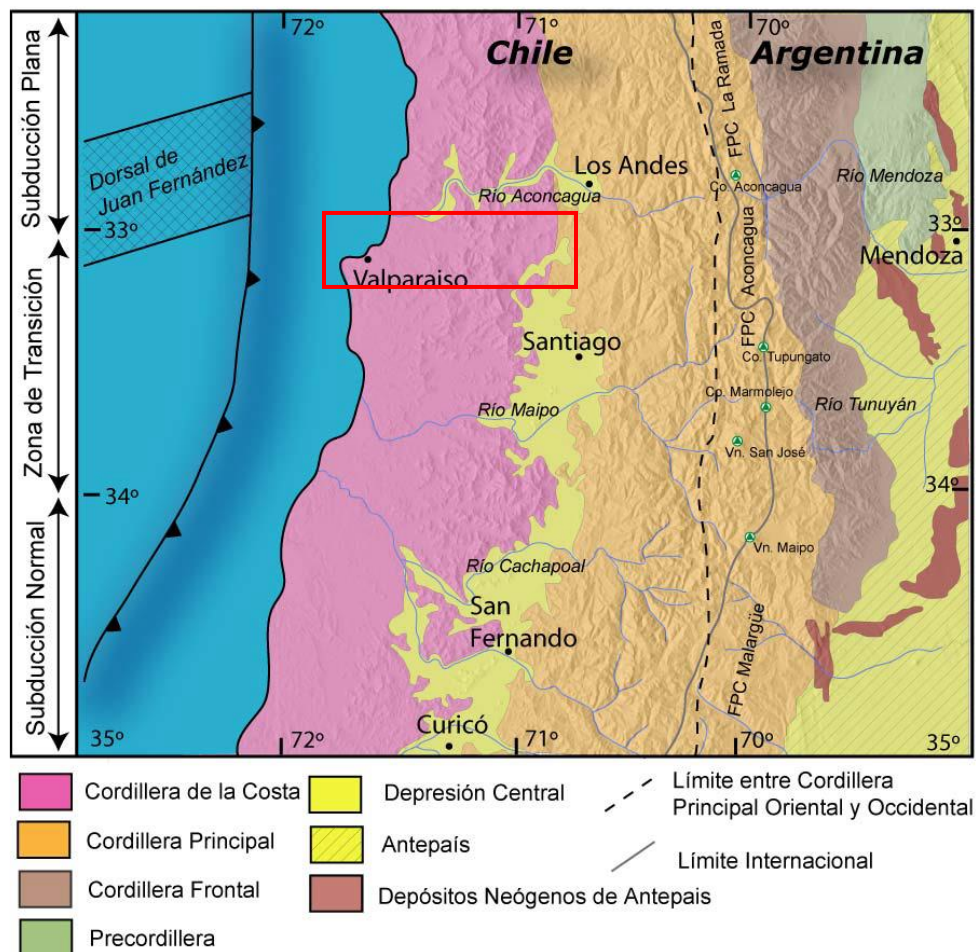 Subducción Plana
Zona de Transición
Subducción Normal
72º
71º
70º
Chile
Argentina
Dorsal de
Juan Fernández
FPC La Ramada
Los Andes
Río Aconcagua
Co. Aconcagua
Río Mendoza
33º
33º
Valparaiso
FPC Aconcagua
Mendoza
Santiago
Co. Tupungato
Río Maipo
Co. Marmolejo
Río Tunuyán
Vn. San José
34º
34º
Vn. Maipo
Río Cachapoal
San
Fernando
FPC Malargüe
Curicó
35º
72º
71º
70º
35º
Cordillera de la Costa
Cordillera Principal
Cordillera Frontal
Precordillera
Depresión Central
Antepaís
Depósitos Neógenos de Antepais
Límite entre Cordillera
Principal Oriental y Occidental
Límite Internacional